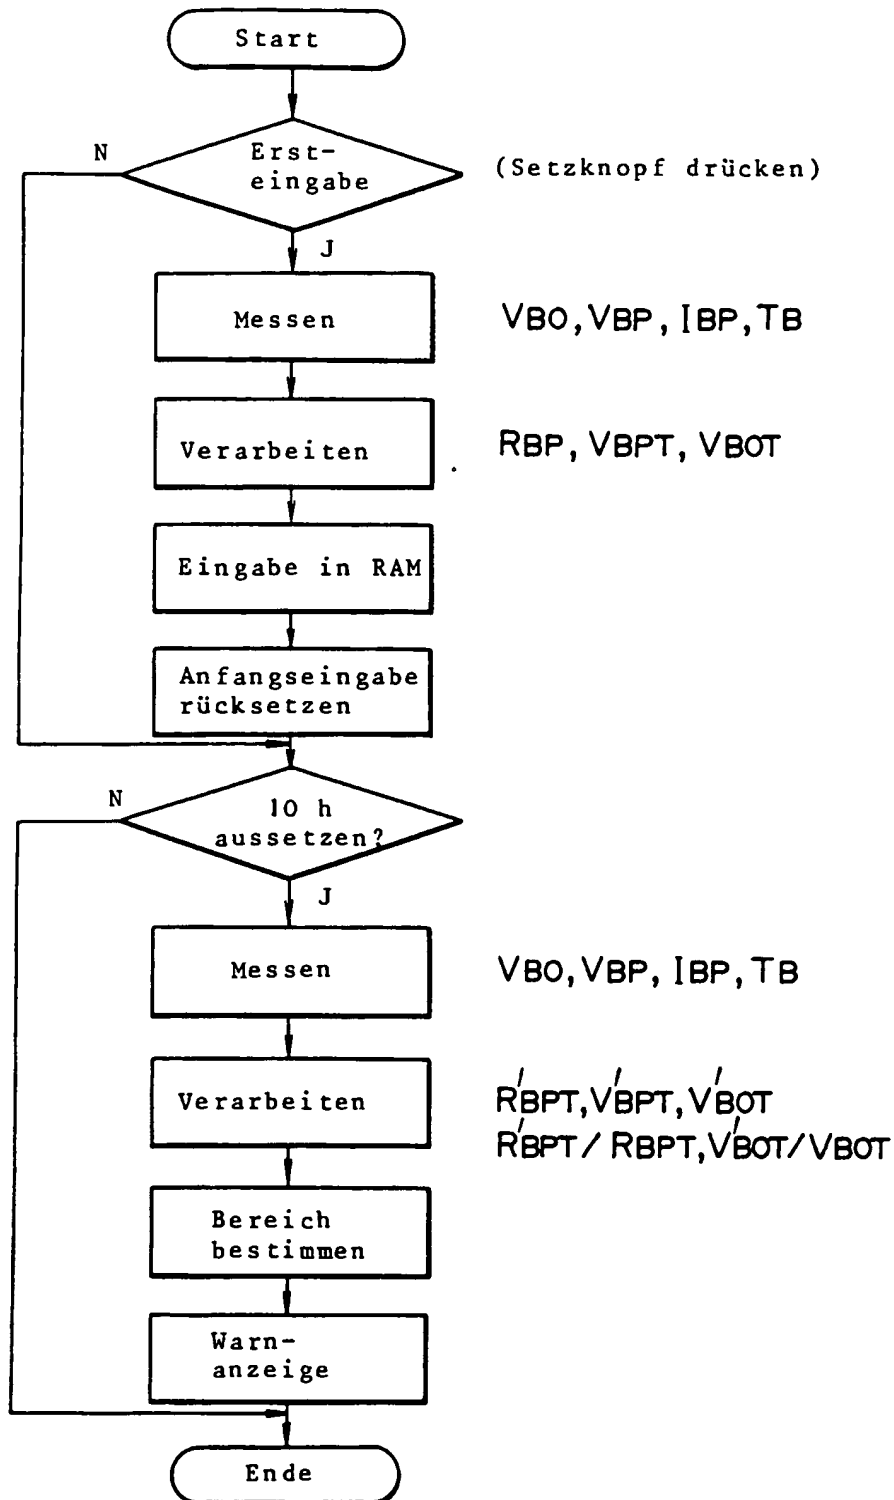 Start
N
Erst-
eingabe
(Setzknopf drücken)
J
Messen
VBO, VBP, IBP, TB
Verarbeiten
RBP, VBPT, VBOT
Eingabe in RAM
Anfangseingabe
rücksetzen
N
10 h
aussetzen?
J
Messen
VBO, VBP, IBP, TB
Verarbeiten
R'BPT, V'BPT, V'BOT
R'BPT / RBPT, V'BOT / VBOT
Bereich
bestimmen
Warn-
anzeige
Ende